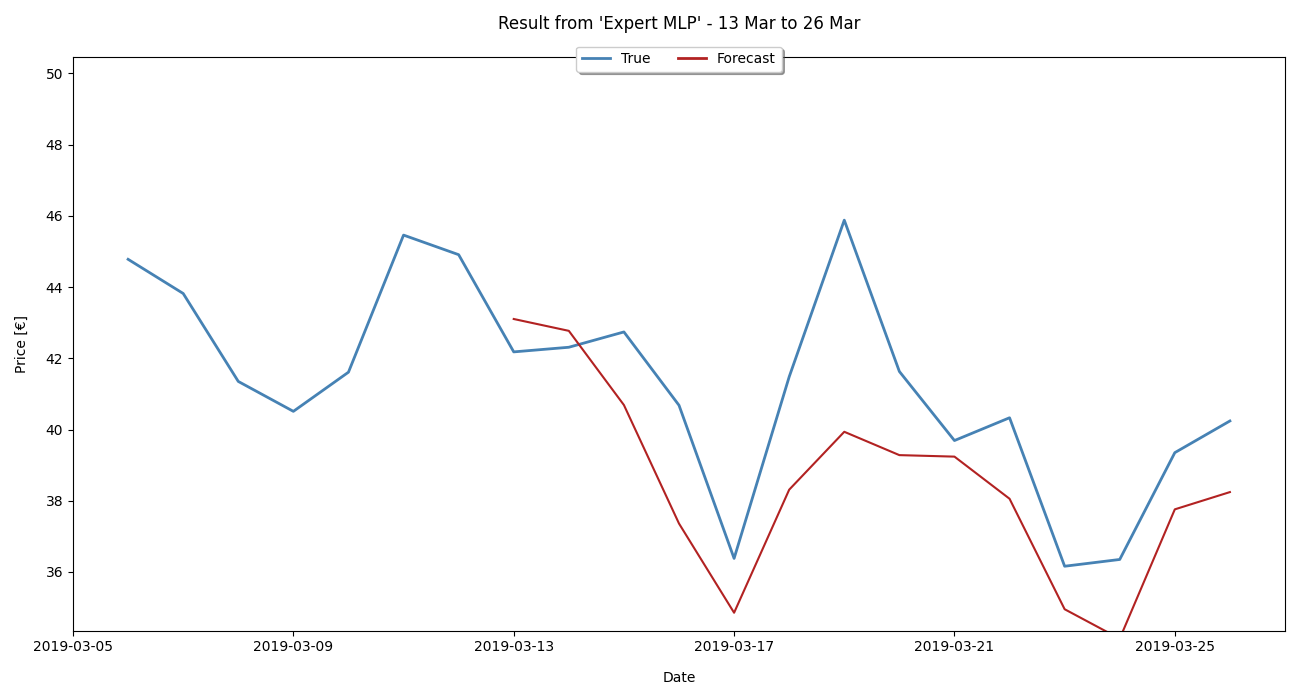 Result from 'Expert MLP' - 13 Mar to 26 Mar
True Forecast
50
48
46
44
42
40
38
36
Price [€]
2019-03-05 2019-03-09 2019-03-13 2019-03-17 2019-03-21 2019-03-25
Date